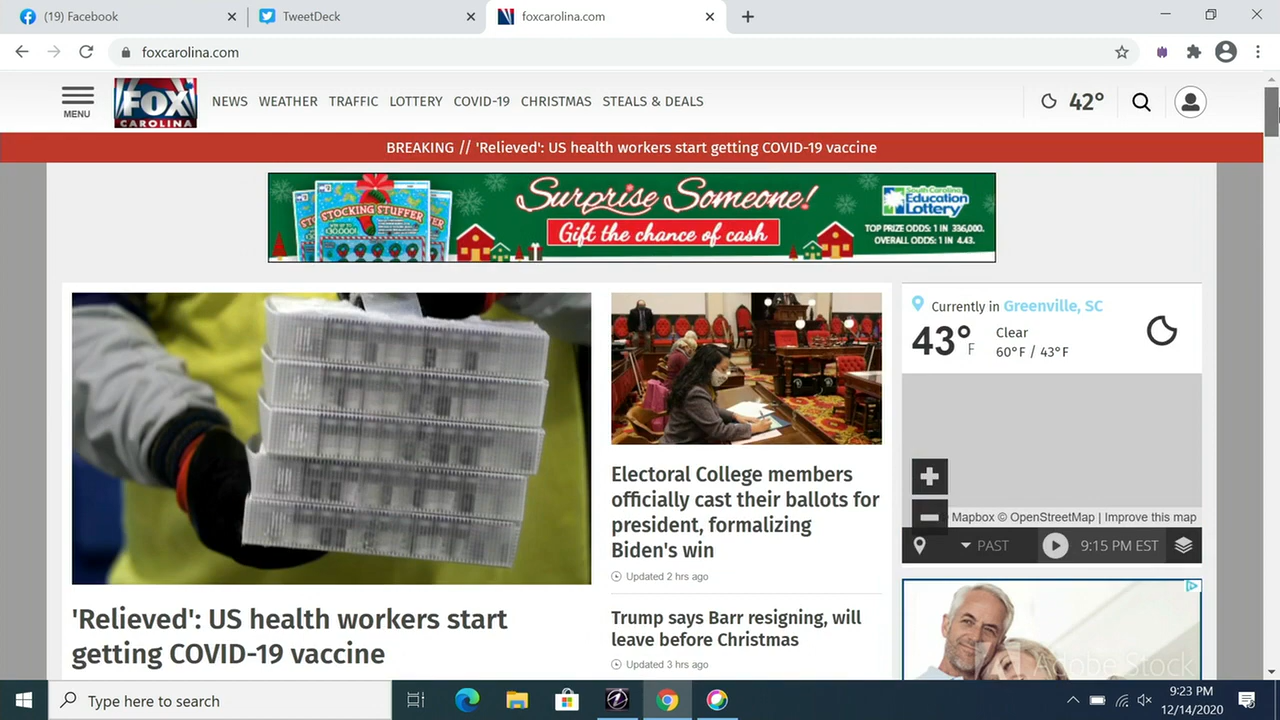 (19) Facebook
TweetDeck
foxcarolina.com
foxcarolina.com
MENU
FOX
CAROLINA
NEWS WEATHER TRAFFIC LOTTERY COVID-19 CHRISTMAS STEALS & DEALS
42°
BREAKING // 'Relieved': US health workers start getting COVID-19 vaccine
STOCKING STUFFER
Surprise Someone!
Gift the chance of cash
South Carolina
Education
Lottery
TOP PRIZE ODDS: 1 IN 336,000.
OVERALL ODDS: 1 IN 4.43.
'Relieved': US health workers start
getting COVID-19 vaccine
Electoral College members
officially cast their ballots for
president, formalizing
Biden's win
Updated 2 hrs ago
Trump says Barr resigning, will
leave before Christmas
Updated 3 hrs ago
Currently in Greenville, SC
43°F
Clear
60°F / 43°F
Mapbox © OpenStreetMap | Improve this map
PAST
9:15 PM EST
Adobe Stock
Type here to search
9:23 PM
12/14/2020